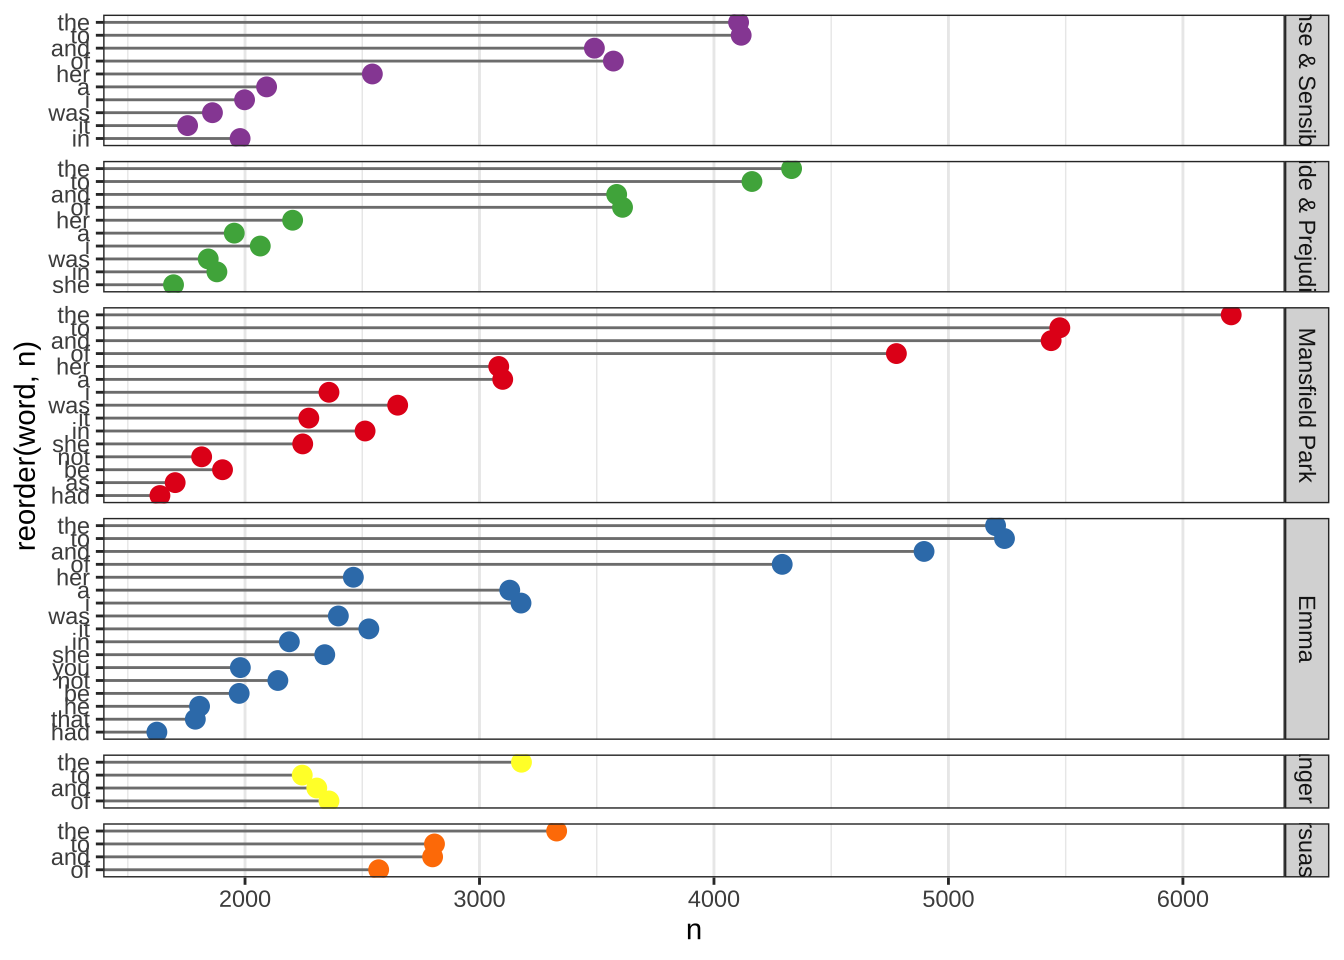 the
to
and
of
her
a
i
was
it
in
nse & Sensib
the
to
and
of
her
a
i
was
in
she
ide & Prejudi
the
to
and
of
her
a
i
was
it
in
she
not
be
as
had
Mansfield Park
the
to
and
of
her
a
i
was
it
in
she
you
not
be
he
that
had
Emma
the
to
and
of
nger
the
to
and
of
rsuas
2000 3000 4000 5000 6000
n
reorder(word, n)